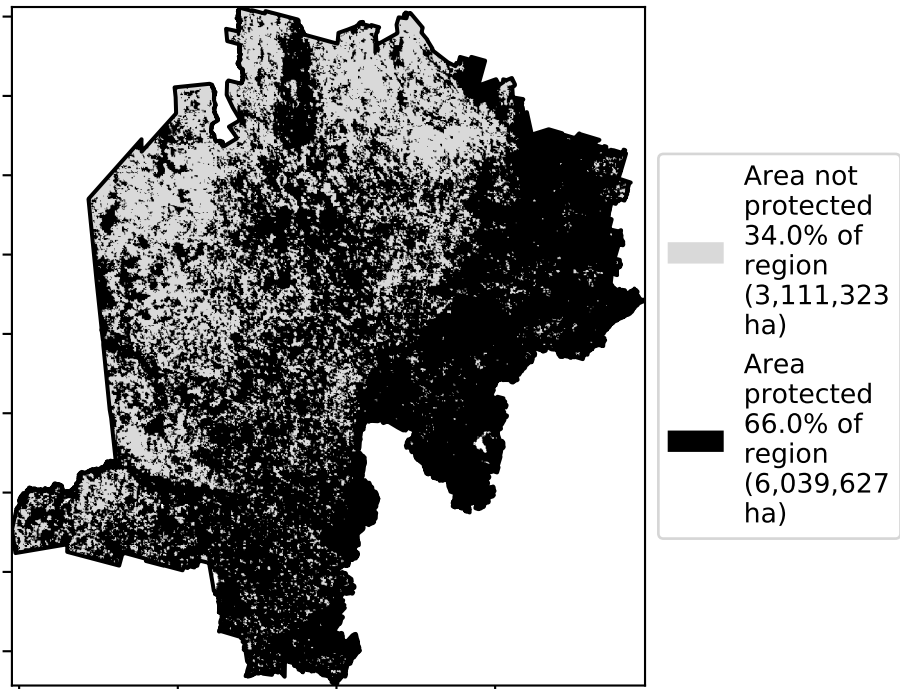 Area not
protected
34.0% of
region
(3,111,323
ha)
Area
protected
66.0% of
region
(6,039,627
ha)